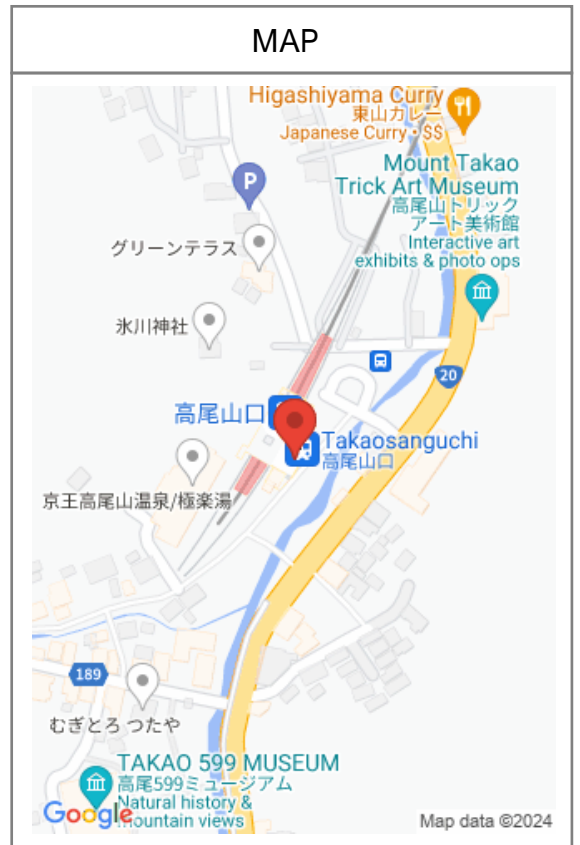 MAP
Higashiyama Curry
東山カレー
Japanese Curry・$$
Mount Takao
Trick Art Museum
高尾山トリック
アート美術館
Interactive art
exhibits & photo ops
P
グリーンテラス
氷川神社
20
高尾山口
Takaosanguchi
高尾山口
京王高尾山温泉/極楽湯
189
むぎとろ つたや
TAKAO 599 MUSEUM
高尾599ミュージアム
Natural history &
mountain views
Google
Map data ©2024